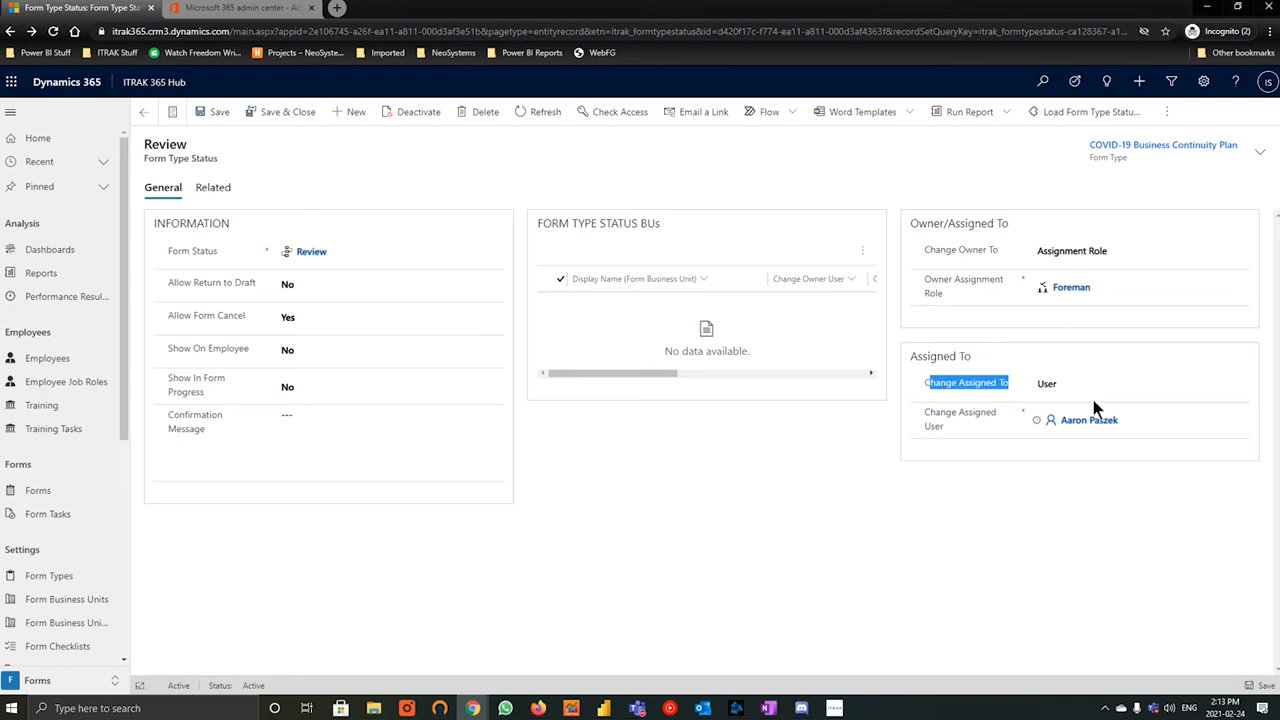 Form Type Status: Form Type Stat
Microsoft 365 admin center -
itrak365.crm3.dynamics.com/main.aspx?appid=2e106745-a26f-ea11-a811-000d3af3e51b&pagetype=entityrecord&etn=itrak_formtypestatus&id=d420f17c-f774-ea11-a811-000d3af4363f&recordSetQueryKey=itrak_formtypestatus-ca128367-a1...
Incognito (2)
Power BI Stuff
ITRAK Stuff
Watch Freedom Wri...
Projects – NeoSyste...
Imported
NeoSystems
Power BI Reports
WebFG
Other bookmarks
Dynamics 365
ITRAK 365 Hub
IS
Save
Save & Close
New
Deactivate
Delete
Refresh
Check Access
Email a Link
Flow
Word Templates
Run Report
Load Form Type Statu...
Home
Recent
Pinned
Analysis
Dashboards
Reports
Performance Resul...
Employees
Employees
Employee Job Roles
Training
Training Tasks
Forms
Forms
Form Tasks
Settings
Form Types
Form Business Units
Form Business Uni...
Form Checklists
F Forms
Review
Form Type Status
COVID-19 Business Continuity Plan
Form Type
General
Related
INFORMATION
Form Status * Review
Allow Return to Draft No
Allow Form Cancel Yes
Show On Employee No
Show In Form
Progress
No
Confirmation
Message
---
FORM TYPE STATUS BUs
Display Name (Form Business Unit)
Change Owner User
C
No data available.
Owner/Assigned To
Change Owner To Assignment Role
Owner Assignment
Role
* Foreman
Assigned To
Change Assigned To User
Change Assigned
User
* Aaron Paszek
Active
Status: Active
Save
Type here to search
ENG
2:13 PM
2021-02-24